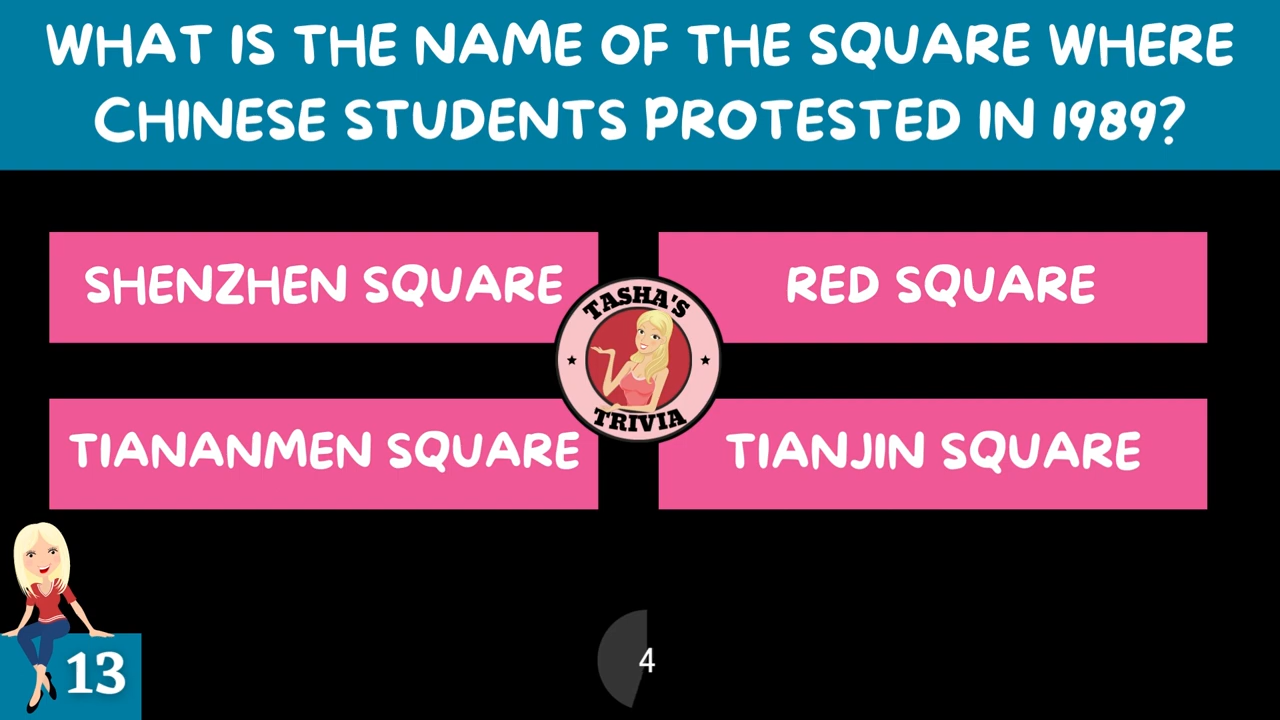 WHAT IS THE NAME OF THE SQUARE WHERE
CHINESE STUDENTS PROTESTED IN 1989?
SHENZHEN SQUARE
RED SQUARE
TASHA'S
TRIVIA
TIANANMEN SQUARE
TIANJIN SQUARE
13
4